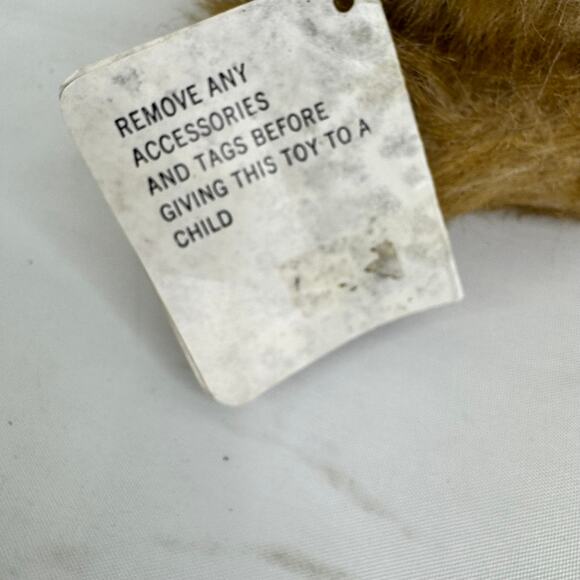 REMOVE ANY
ACCESSORIES
AND TAGS BEFORE
GIVING THIS TOY TO A
CHILD